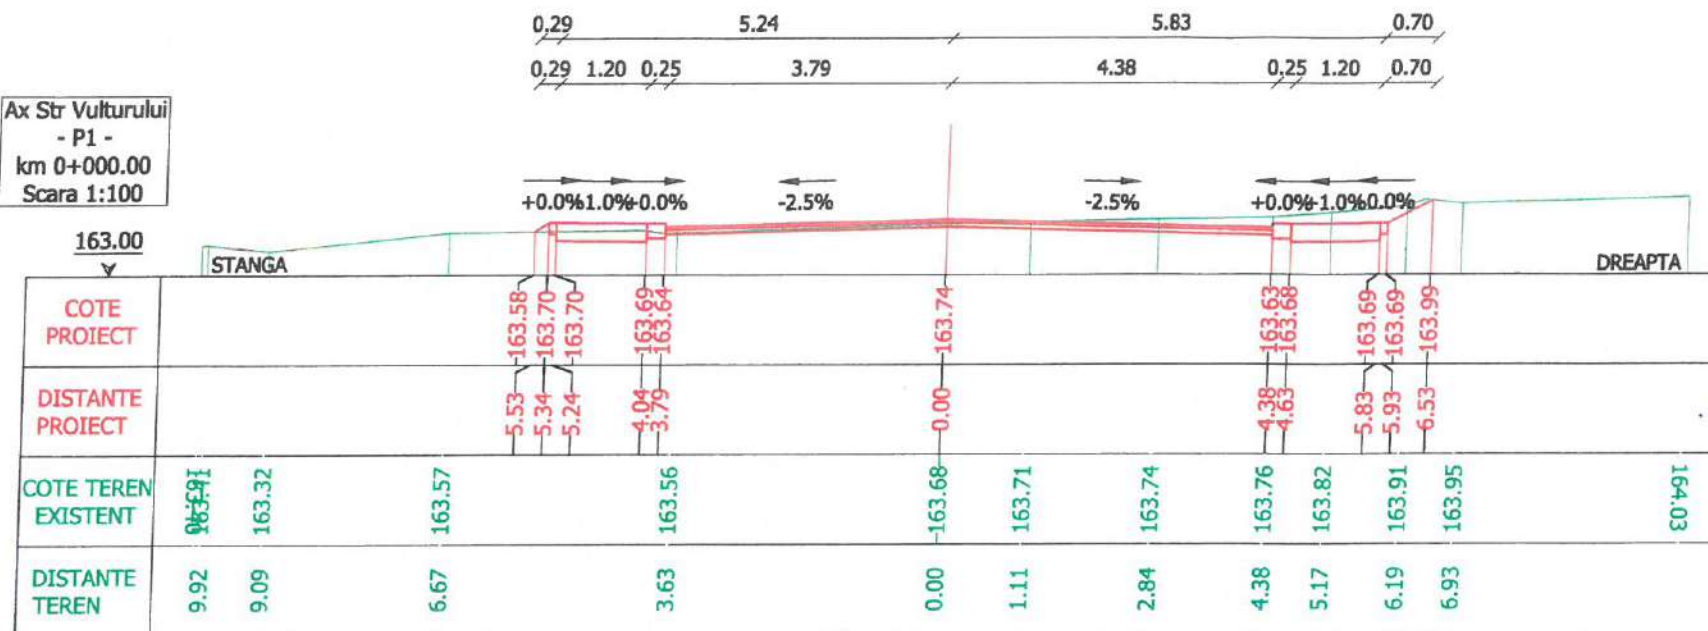 0.29 5.24 5.83 0.70
0.29 1.20 0.25 3.79 4.38 0.25 1.20 0.70
Ax Str Vulturului
- P1 -
km 0+000.00
Scara 1:100
+0.0% 1.0% +0.0% -2.5% -2.5% +0.0% -1.0% +0.0%
163.00
STANGA DREAPTA
COTE
PROIECT
163.58 163.70 163.70 163.69 163.64 163.74 163.63 163.68 163.69 163.69 163.99
DISTANTE
PROIECT
5.53 5.34 5.24 4.04 3.79 0.00 4.38 4.63 5.83 5.93 6.53
COTE TEREN
EXISTENT
163.40 163.41 163.32 163.57 163.56 163.68 163.71 163.74 163.76 163.82 163.91 163.95 164.03
DISTANTE
TEREN
9.92 9.09 6.67 3.63 0.00 1.11 2.84 4.38 5.17 6.19 6.93